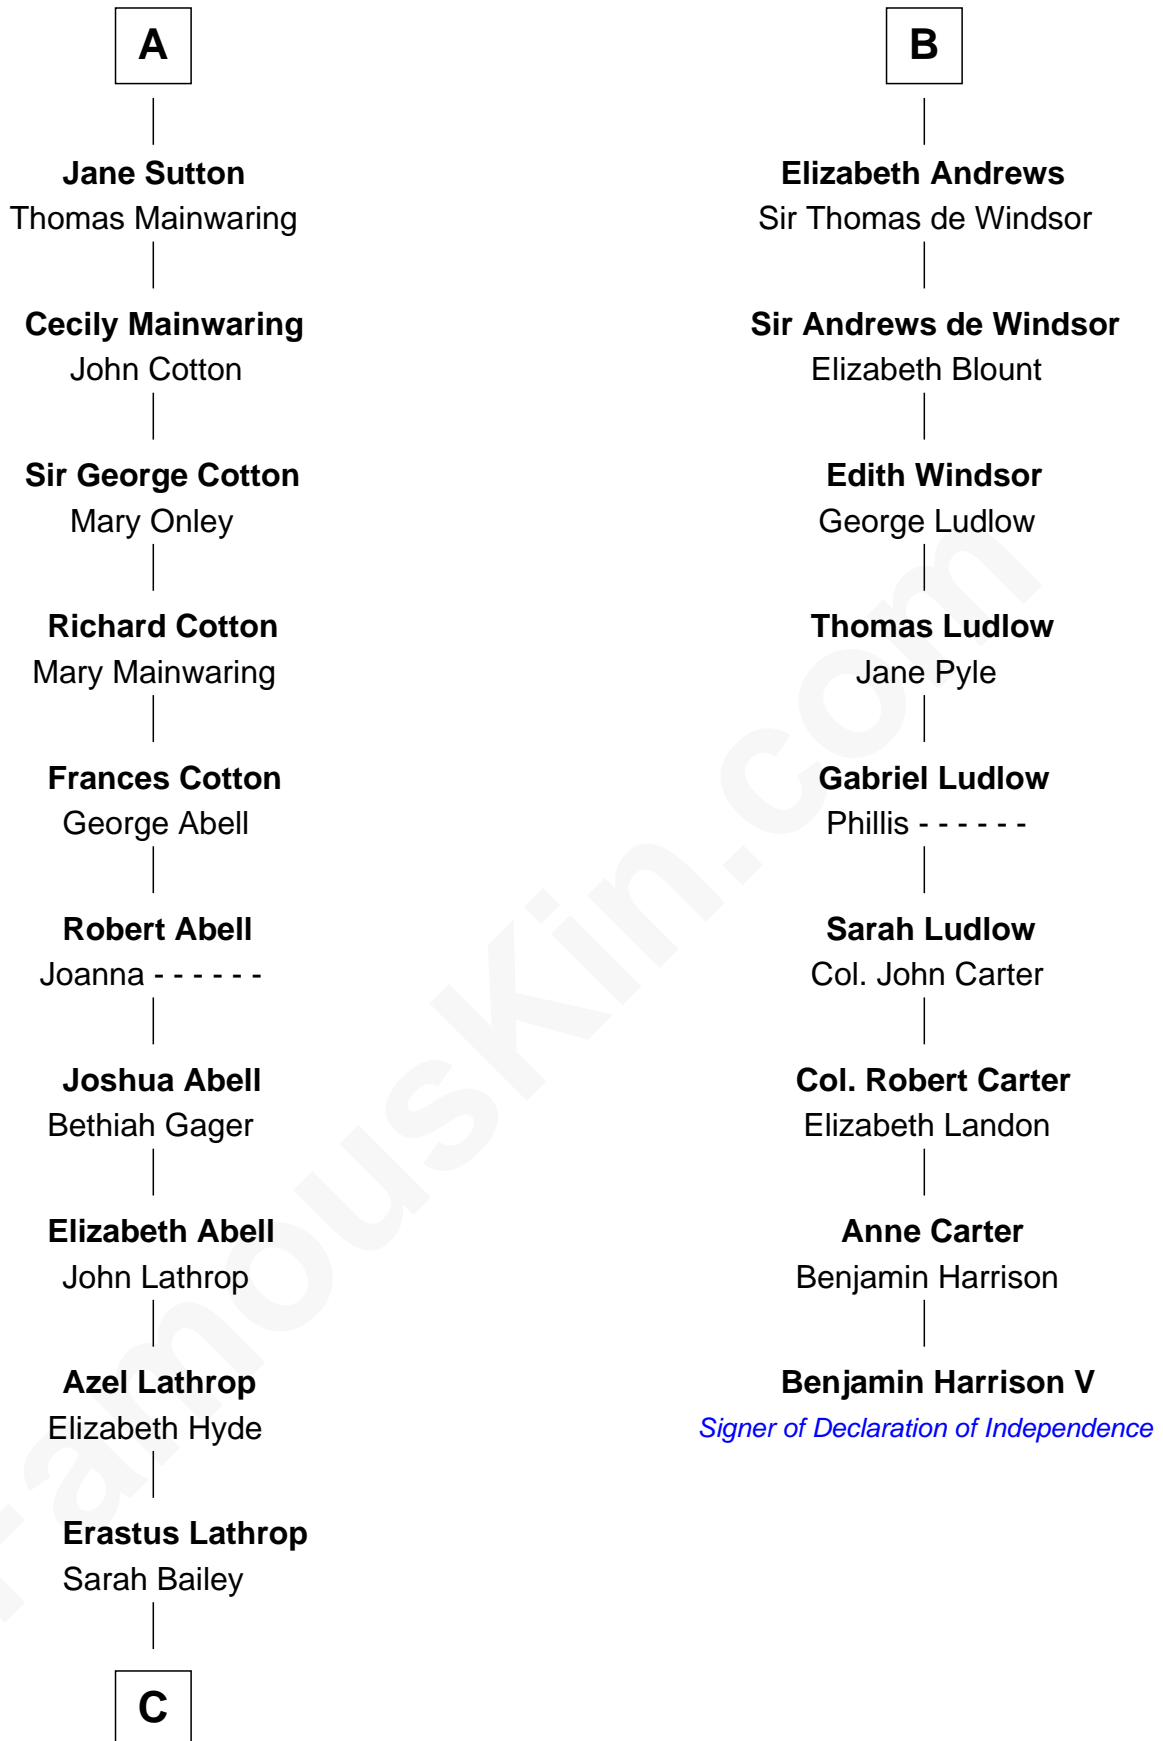 A
Jane Sutton
Thomas Mainwaring
Cecily Mainwaring
John Cotton
Sir George Cotton
Mary Onley
Richard Cotton
Mary Mainwaring
Frances Cotton
George Abell
Robert Abell
Joanna - - - - - -
Joshua Abell
Bethiah Gager
Elizabeth Abell
John Lathrop
Azel Lathrop
Elizabeth Hyde
Erastus Lathrop
Sarah Bailey
C
B
Elizabeth Andrews
Sir Thomas de Windsor
Sir Andrews de Windsor
Elizabeth Blount
Edith Windsor
George Ludlow
Thomas Ludlow
Jane Pyle
Gabriel Ludlow
Phillis - - - - - -
Sarah Ludlow
Col. John Carter
Col. Robert Carter
Elizabeth Landon
Anne Carter
Benjamin Harrison
Benjamin Harrison V
Signer of Declaration of Independence
FamousKin.com